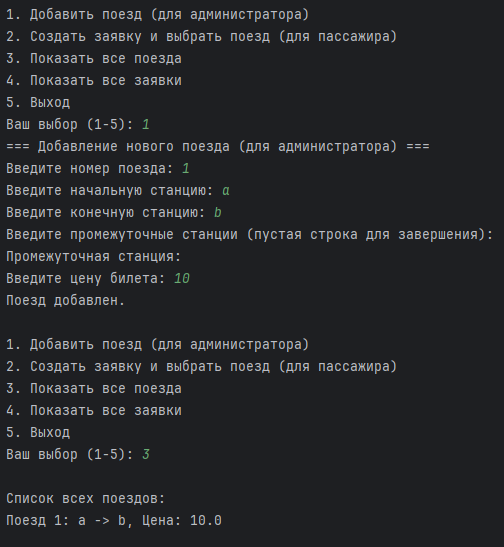 1. Добавить поезд (для администратора)
2. Создать заявку и выбрать поезд (для пассажира)
3. Показать все поезда
4. Показать все заявки
5. Выход
Ваш выбор (1-5): 1
=== Добавление нового поезда (для администратора) ===
Введите номер поезда: 1
Введите начальную станцию: a
Введите конечную станцию: b
Введите промежуточные станции (пустая строка для завершения):
Промежуточная станция:
Введите цену билета: 10
Поезд добавлен.
1. Добавить поезд (для администратора)
2. Создать заявку и выбрать поезд (для пассажира)
3. Показать все поезда
4. Показать все заявки
5. Выход
Ваш выбор (1-5): 3
Список всех поездов:
Поезд 1: a -> b, Цена: 10.0